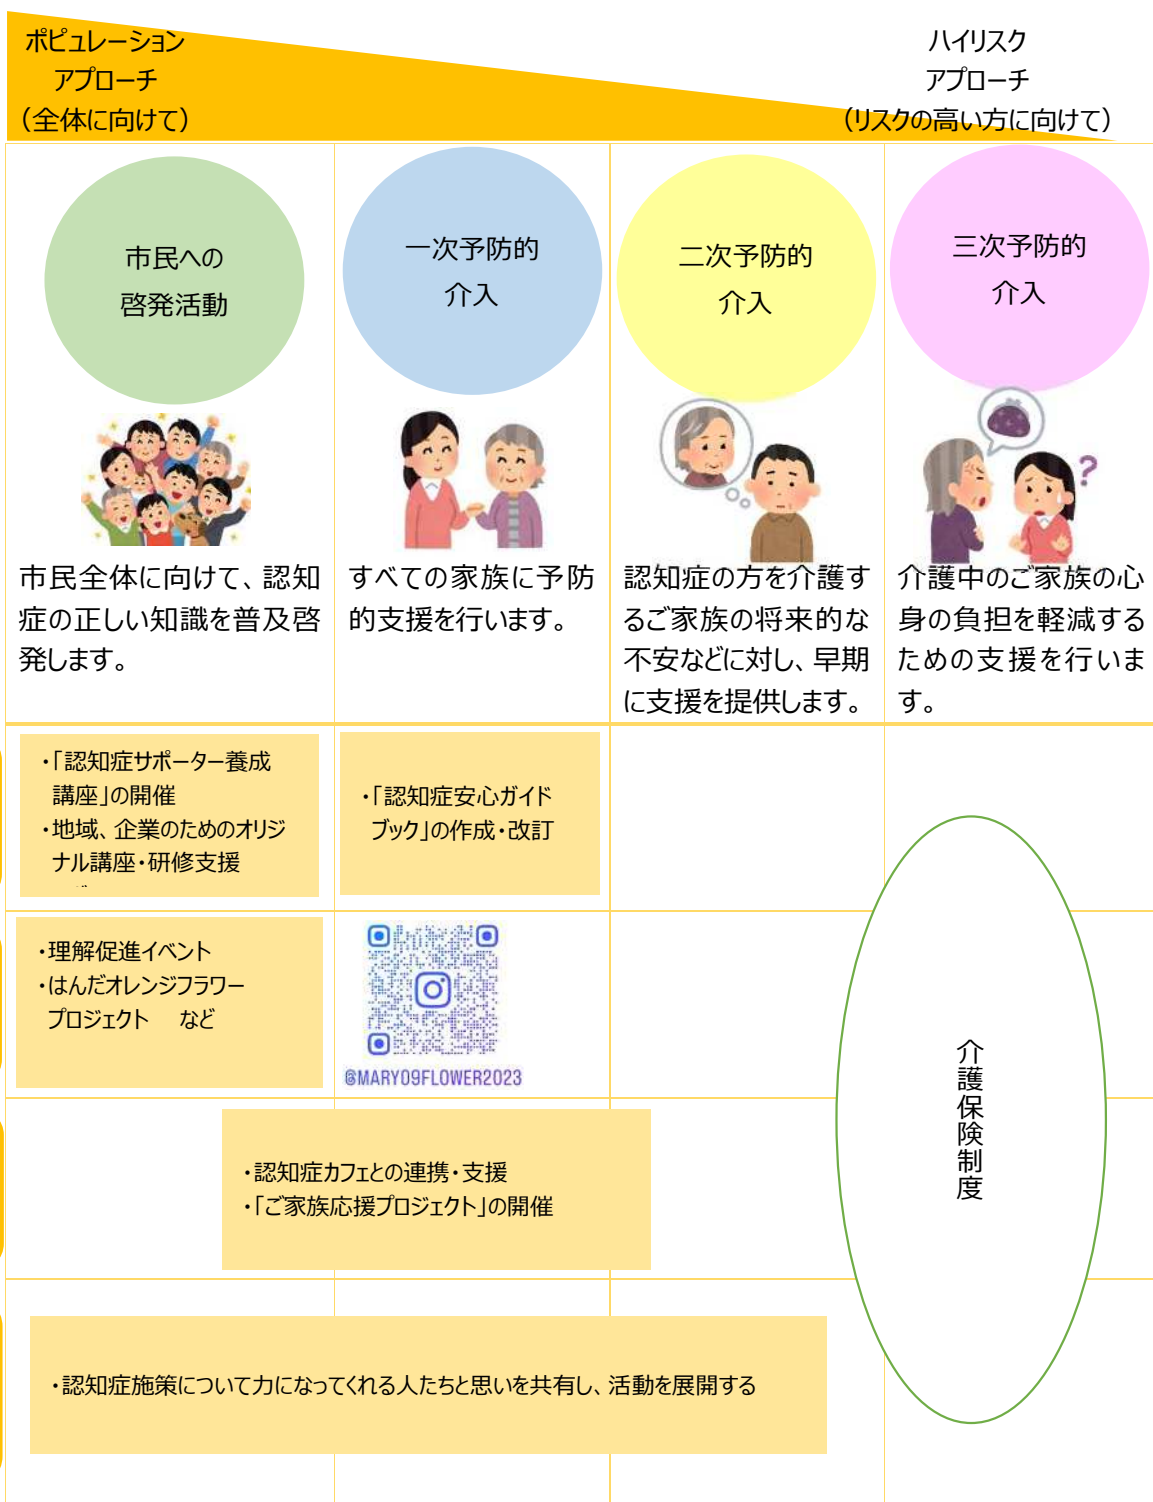 ポピュレーション
アプローチ
（全体に向けて）
ハイリスク
アプローチ
（リスクの高い方に向けて）
市民への
啓発活動
一次予防的
介入
二次予防的
介入
三次予防的
介入
?
市民全体に向けて、認知
症の正しい知識を普及啓
発します。
すべての家族に予防
的支援を行います。
認知症の方を介護す
るご家族の将来的な
不安などに対し、早期
に支援を提供します。
介護中のご家族の心
身の負担を軽減する
ための支援を行いま
す。
・「認知症サポーター養成
講座」の開催
・地域、企業のためのオリジ
ナル講座・研修支援
・「認知症安心ガイド
ブック」の作成・改訂
・理解促進イベント
・はんだオレンジフラワー
プロジェクト　など
@MARY09FLOWER2023
・認知症カフェとの連携・支援
・「ご家族応援プロジェクト」の開催
・認知症施策について力になってくれる人たちと思いを共有し、活動を展開する
介護保険制度